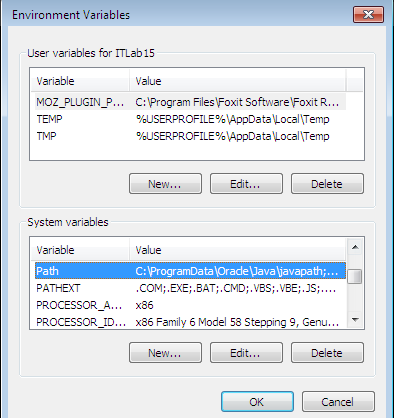 Environment Variables
User variables for ITLab15
Variable Value
MOZ_PLUGIN_P... C:\Program Files\Foxit Software\Foxit R...
TEMP %USERPROFILE%\AppData\Local\Temp
TMP %USERPROFILE%\AppData\Local\Temp
New... Edit... Delete
System variables
Variable Value
Path C:\ProgramData\Oracle\Java\javapath;...
PATHEXT .COM;.EXE;.BAT;.CMD;.VBS;.VBE;.JS;....
PROCESSOR_A... x86
PROCESSOR_ID... x86 Family 6 Model 58 Stepping 9, Genu...
New... Edit... Delete
OK Cancel